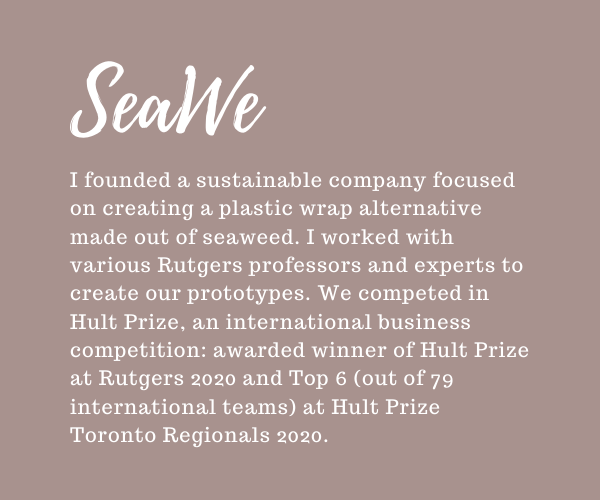 SeaWe
I founded a sustainable company focused
on creating a plastic wrap alternative
made out of seaweed. I worked with
various Rutgers professors and experts to
create our prototypes. We competed in
Hult Prize, an international business
competition: awarded winner of Hult Prize
at Rutgers 2020 and Top 6 (out of 79
international teams) at Hult Prize
Toronto Regionals 2020.